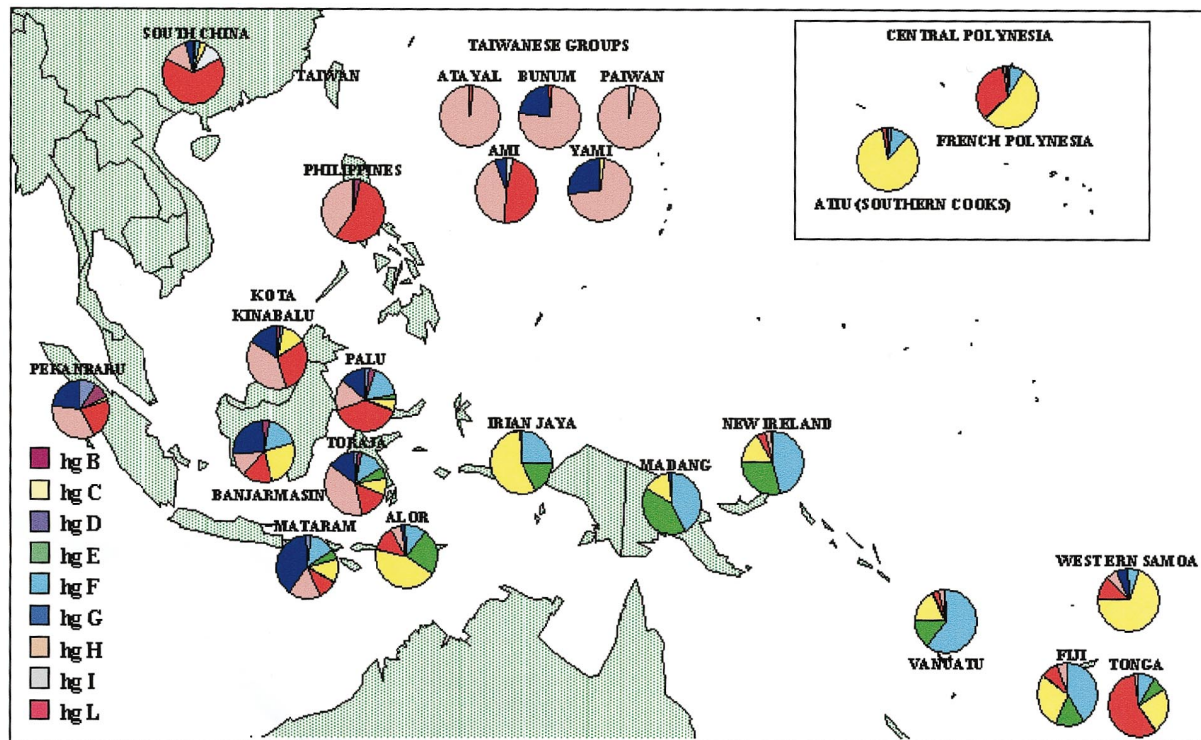 SOUTH CHINA
TAIWAN
TAIWANESE GROUPS
ATAYAL BUNUM PAIWAN
AMI YAMI
CENTRAL POLYNESIA
FRENCH POLYNESIA
ATIU (SOUTHERN COOKS)
PHILIPPINES
KOTA
KINABALU
PEKANBARU
PALU
TORAJA
BANJARMASIN
MATARAM
ALOR
IRIAN JAYA
MADANG
NEW IRELAND
VANUATU
WESTERN SAMOA
FIJI
TONGA
hg B
hg C
hg D
hg E
hg F
hg G
hg H
hg I
hg L